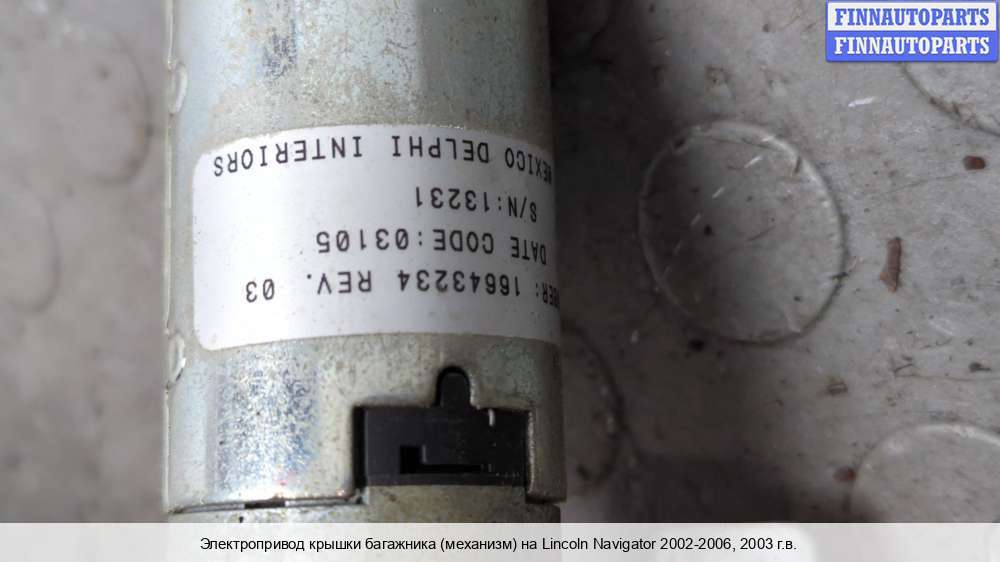 FINNAUTOPARTS
FINNAUTOPARTS
16643234 REV. 03
DATE CODE:03105
S/N:13231
MEXICO DELPHI INTERIORS
Электропривод крышки багажника (механизм) на Lincoln Navigator 2002-2006, 2003 г.в.